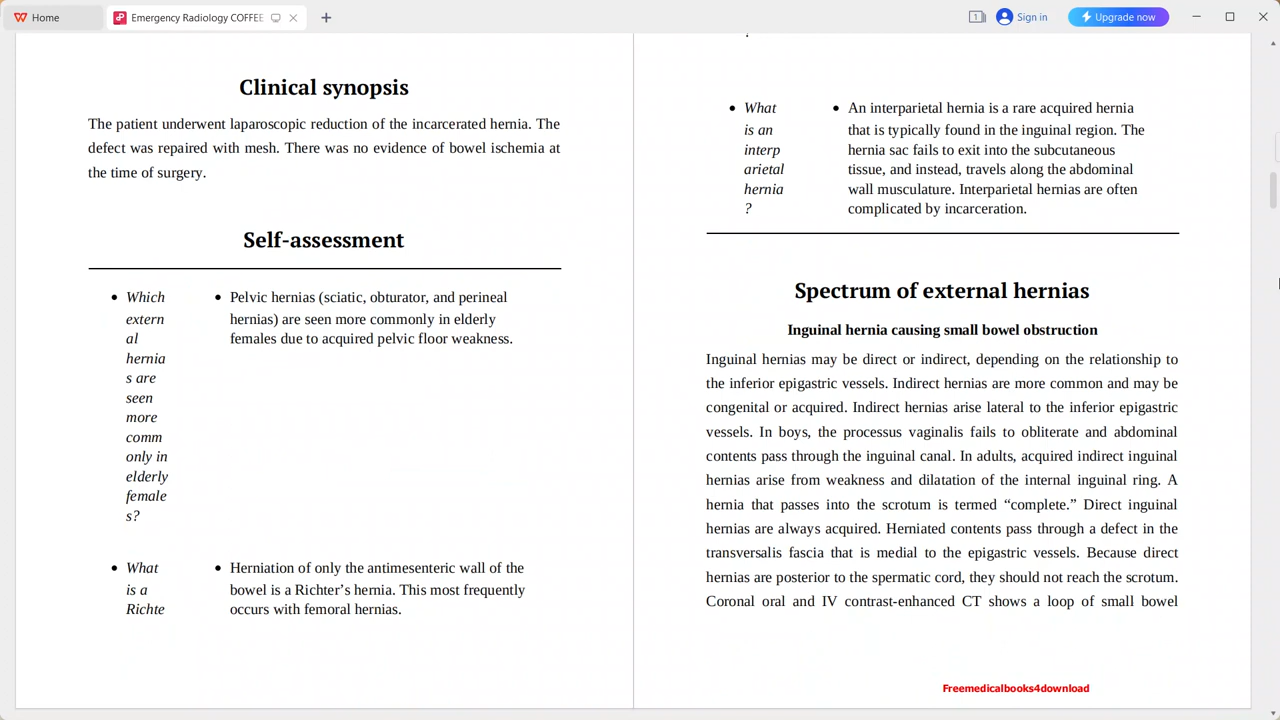 Home
Emergency Radiology COFFEE
1
Sign in
Upgrade now
Clinical synopsis
The patient underwent laparoscopic reduction of the incarcerated hernia. The
defect was repaired with mesh. There was no evidence of bowel ischemia at
the time of surgery.
Self-assessment
• Which
extern
al
hernia
s are
seen
more
comm
only in
elderly
female
s?
• Pelvic hernias (sciatic, obturator, and perineal
hernias) are seen more commonly in elderly
females due to acquired pelvic floor weakness.
• What
is a
Richte
• Herniation of only the antimesenteric wall of the
bowel is a Richter’s hernia. This most frequently
occurs with femoral hernias.
• What
is an
interp
arietal
hernia
?
• An interparietal hernia is a rare acquired hernia
that is typically found in the inguinal region. The
hernia sac fails to exit into the subcutaneous
tissue, and instead, travels along the abdominal
wall musculature. Interparietal hernias are often
complicated by incarceration.
Spectrum of external hernias
Inguinal hernia causing small bowel obstruction
Inguinal hernias may be direct or indirect, depending on the relationship to
the inferior epigastric vessels. Indirect hernias are more common and may be
congenital or acquired. Indirect hernias arise lateral to the inferior epigastric
vessels. In boys, the processus vaginalis fails to obliterate and abdominal
contents pass through the inguinal canal. In adults, acquired indirect inguinal
hernias arise from weakness and dilatation of the internal inguinal ring. A
hernia that passes into the scrotum is termed “complete.” Direct inguinal
hernias are always acquired. Herniated contents pass through a defect in the
transversalis fascia that is medial to the epigastric vessels. Because direct
hernias are posterior to the spermatic cord, they should not reach the scrotum.
Coronal oral and IV contrast-enhanced CT shows a loop of small bowel
Freemedicalbooks4download